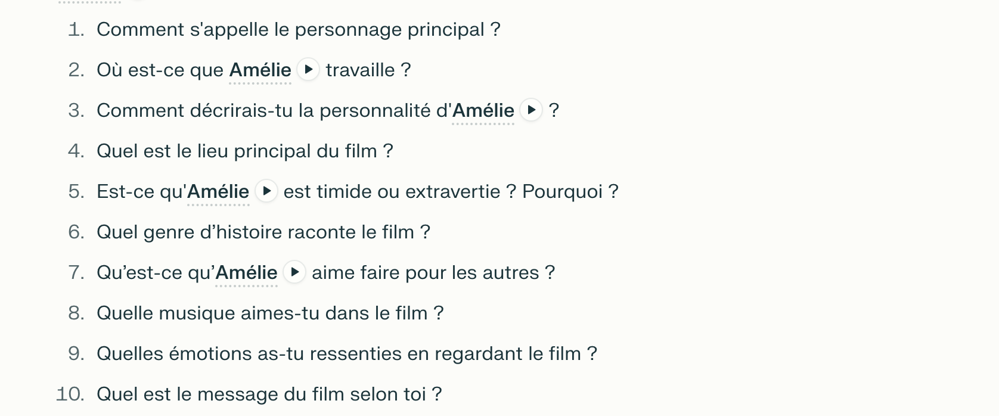 1. Comment s'appelle le personnage principal ?
2. Où est-ce que Amélie travaille ?
3. Comment décrirais-tu la personnalité d'Amélie ?
4. Quel est le lieu principal du film ?
5. Est-ce qu'Amélie est timide ou extravertie ? Pourquoi ?
6. Quel genre d’histoire raconte le film ?
7. Qu’est-ce qu’Amélie aime faire pour les autres ?
8. Quelle musique aimes-tu dans le film ?
9. Quelles émotions as-tu ressenties en regardant le film ?
10. Quel est le message du film selon toi ?